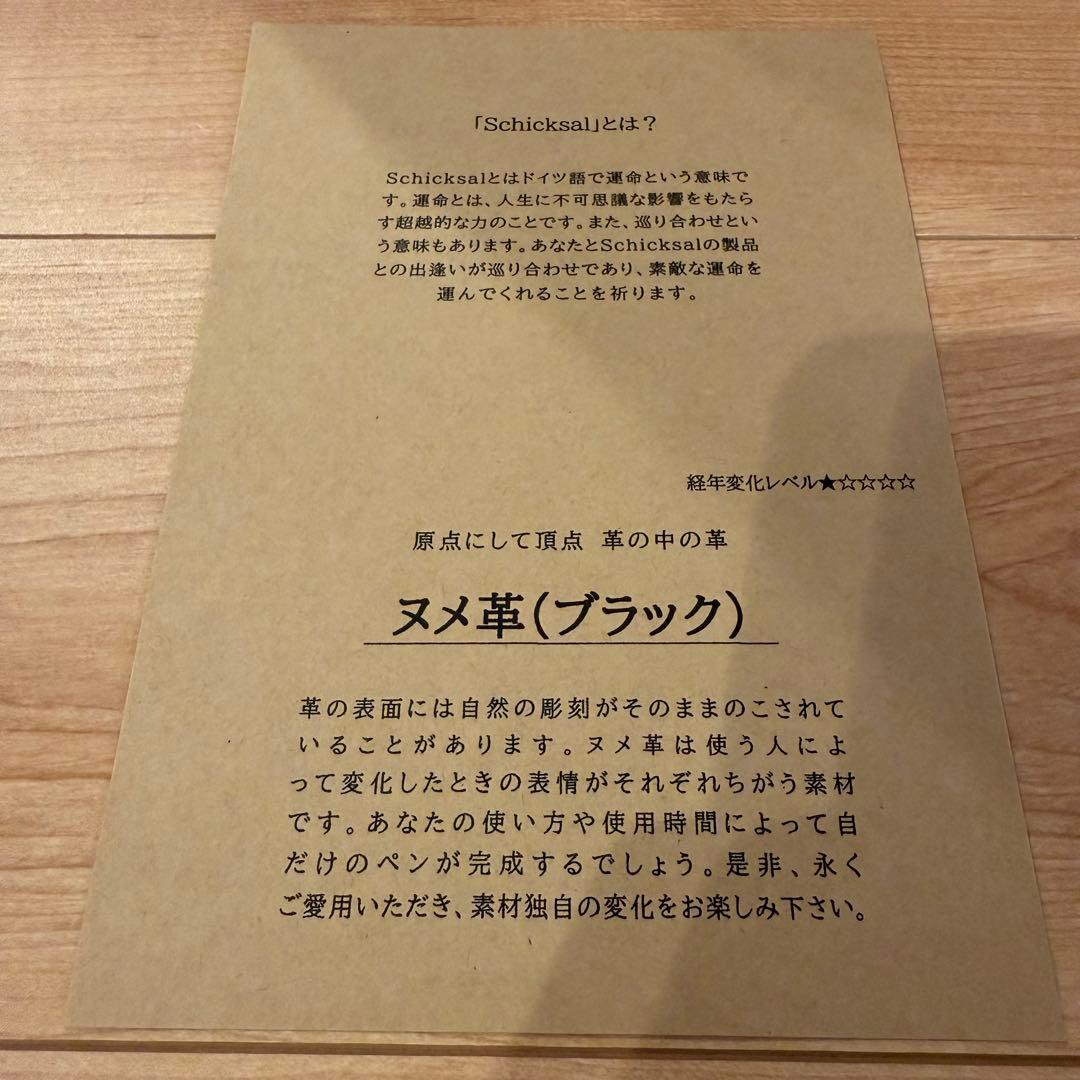 「Schicksal」とは？
Schicksalとはドイツ語で運命という意味で
す。運命とは、人生に不可思議な影響をもたら
す超越的な力のことです。また、巡り合わせとい
う意味もあります。あなたとSchicksalの製品
との出逢いが巡り合わせであり、素敵な運命を
運んでくれることを祈ります。
経年変化レベル★☆☆☆☆
原点にして頂点 革の中の革
ヌメ革(ブラック)
革の表面には自然の彫刻がそのままのこされて
いることがあります。ヌメ革は使う人によ
って変化したときの表情がそれぞれちがう素材
です。あなたの使い方や使用時間によって自
だけのペンが完成するでしょう。是非、永く
ご愛用いただき、素材独自の変化をお楽しみ下さい。